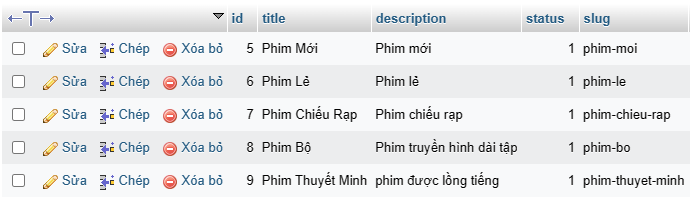 id title description status slug
Sửa Chép Xóa bỏ 5 Phim Mới Phim mới 1 phim-moi
Sửa Chép Xóa bỏ 6 Phim Lẻ Phim lẻ 1 phim-le
Sửa Chép Xóa bỏ 7 Phim Chiếu Rạp Phim chiếu rạp 1 phim-chieu-rap
Sửa Chép Xóa bỏ 8 Phim Bộ Phim truyền hình dài tập 1 phim-bo
Sửa Chép Xóa bỏ 9 Phim Thuyết Minh phim được lồng tiếng 1 phim-thuyet-minh